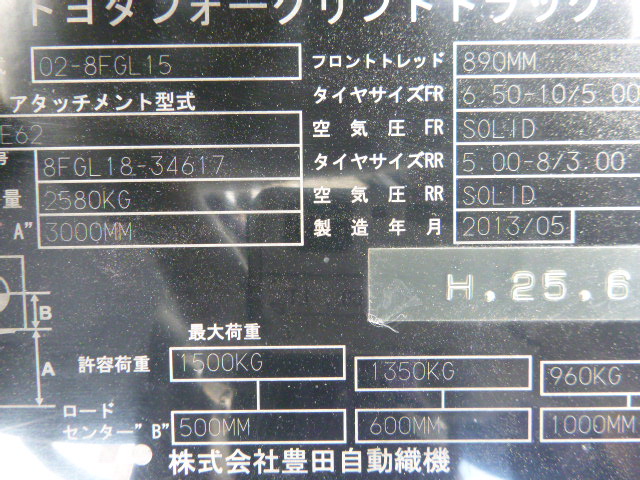 トヨタフォークリフトトラック
02-8FGL15 フロントトレッド 890MM
アタッチメント型式 タイヤサイズFR 6.50-10/5.00
E62 空気圧 FR SOLID
号 8FGL18-34617 タイヤサイズRR 5.00-8/3.00
量 2580KG 空気圧 RR SOLID
A" 3000MM 製造年月 2013/05
H.25.6
B
最大荷重
A 許容荷重 1500KG 1350KG 960KG
ロード
センター"B" 500MM 600MM 1000MM
株式会社豊田自動織機